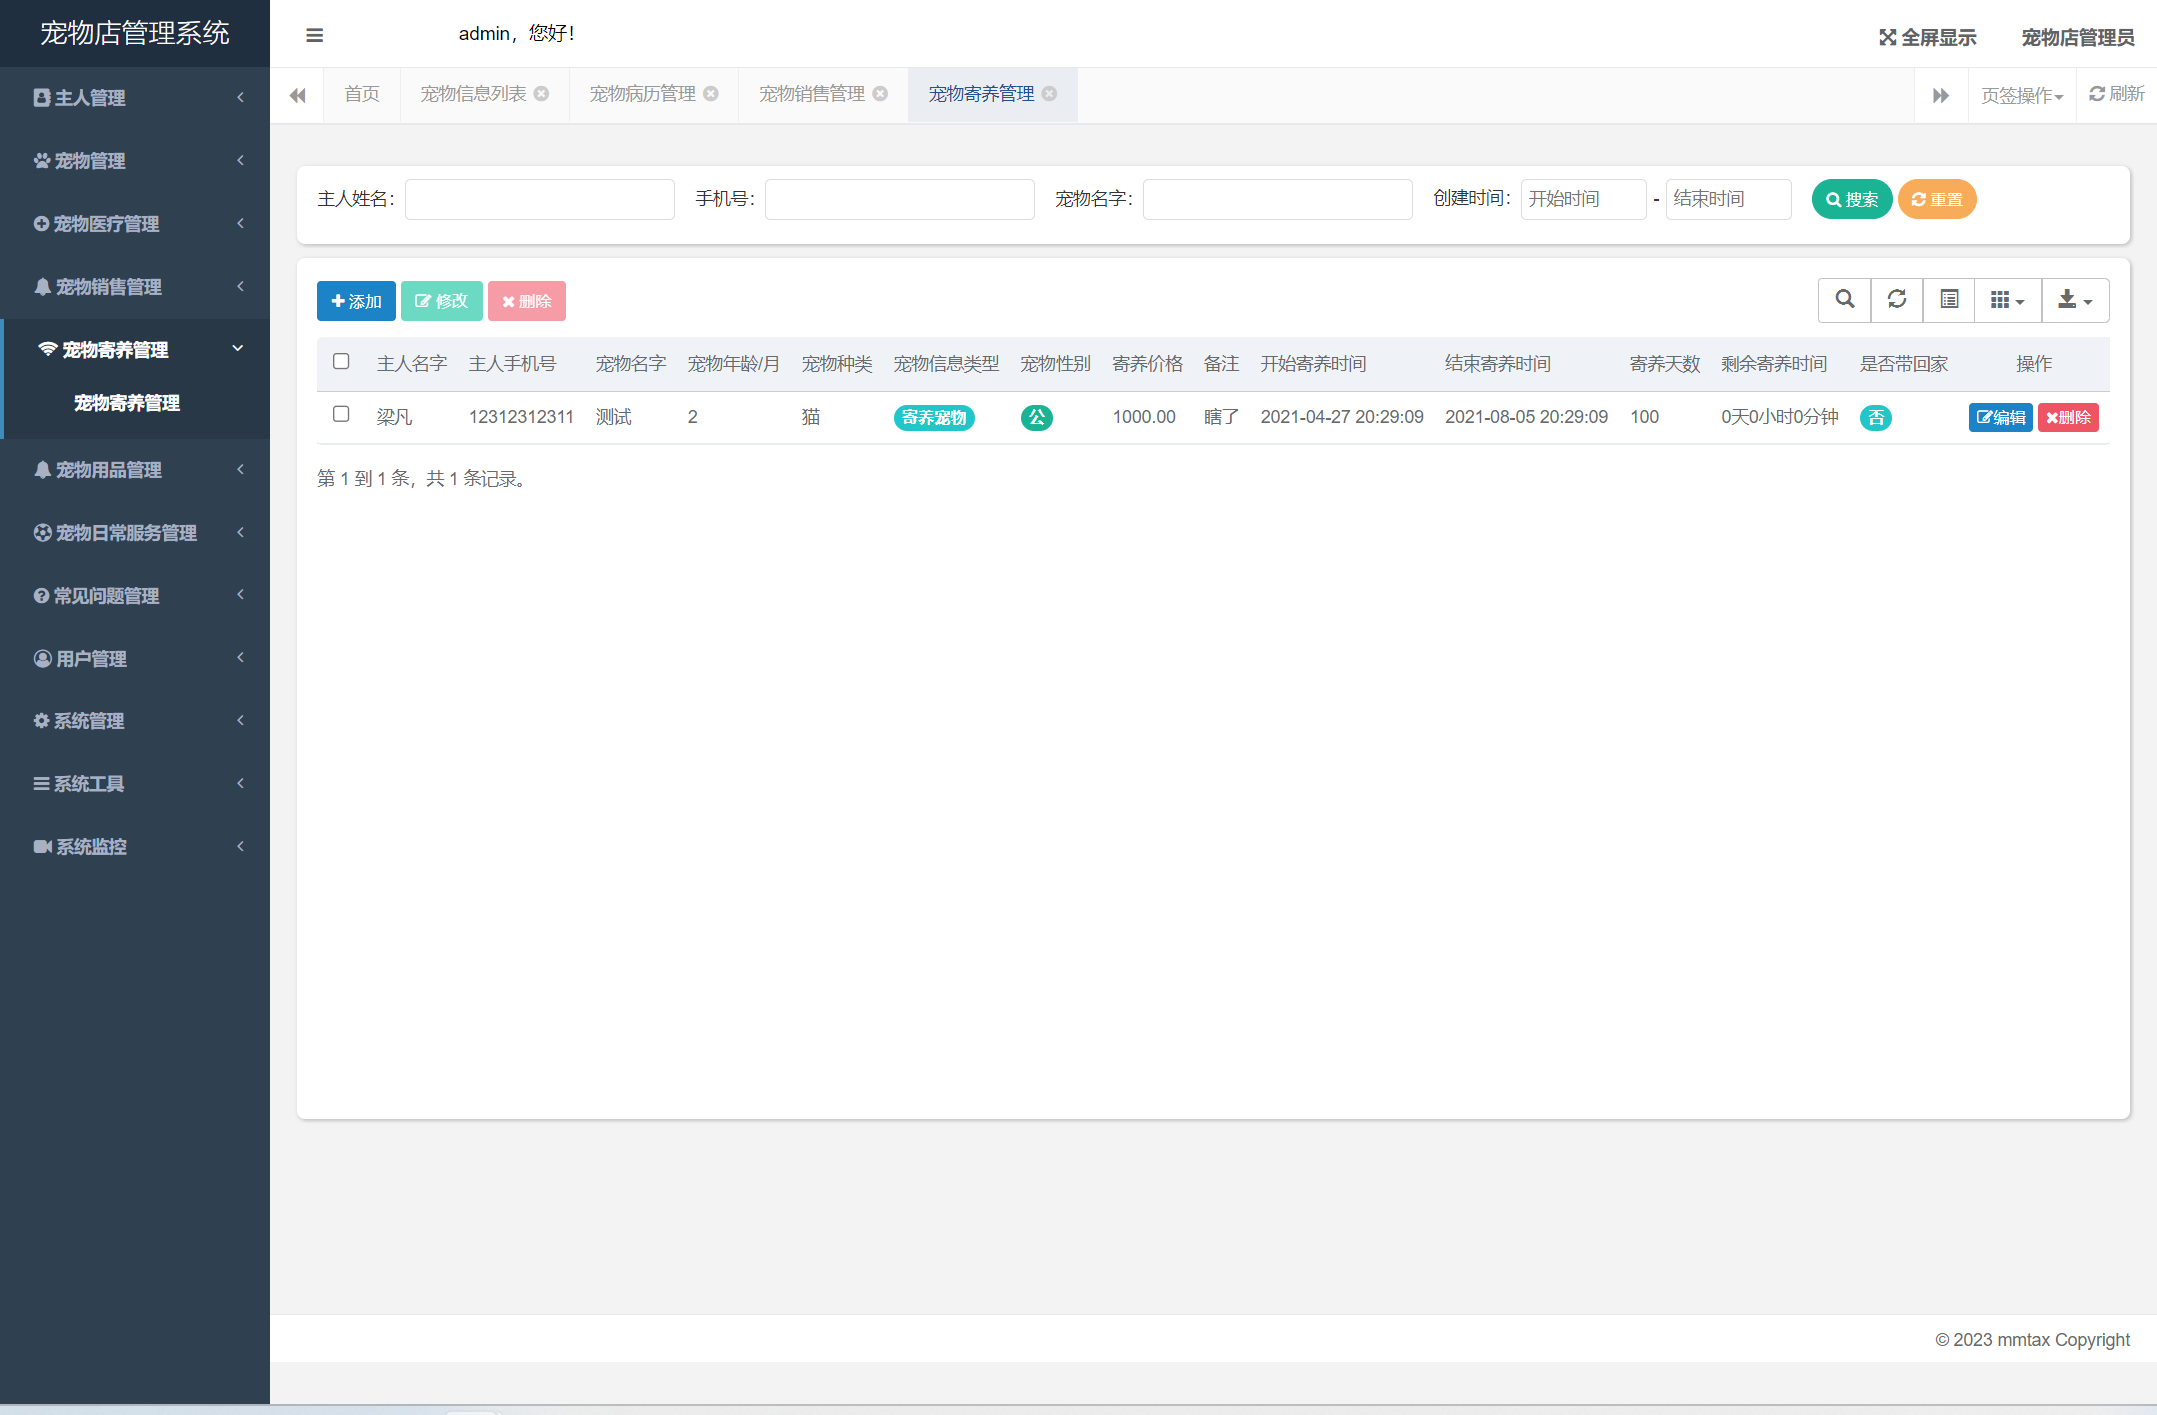 宠物店管理系统
admin，您好！
全屏显示 宠物店管理员
主人管理
宠物管理
宠物医疗管理
宠物销售管理
宠物寄养管理
宠物寄养管理
宠物用品管理
宠物日常服务管理
常见问题管理
用户管理
系统管理
系统工具
系统监控
首页 宠物信息列表 宠物病历管理 宠物销售管理 宠物寄养管理 页签操作 刷新
主人姓名： 手机号： 宠物名字： 创建时间： 开始时间 - 结束时间 搜索 重置
添加 修改 删除
主人名字 主人手机号 宠物名字 宠物年龄/月 宠物种类 宠物信息类型 宠物性别 寄养价格 备注 开始寄养时间 结束寄养时间 寄养天数 剩余寄养时间 是否带回家 操作
梁凡 12312312311 测试 2 猫 寄养宠物 公 1000.00 瞎了 2021-04-27 20:29:09 2021-08-05 20:29:09 100 0天0小时0分钟 否 编辑 删除
第 1 到 1 条，共 1 条记录。
© 2023 mmtax Copyright